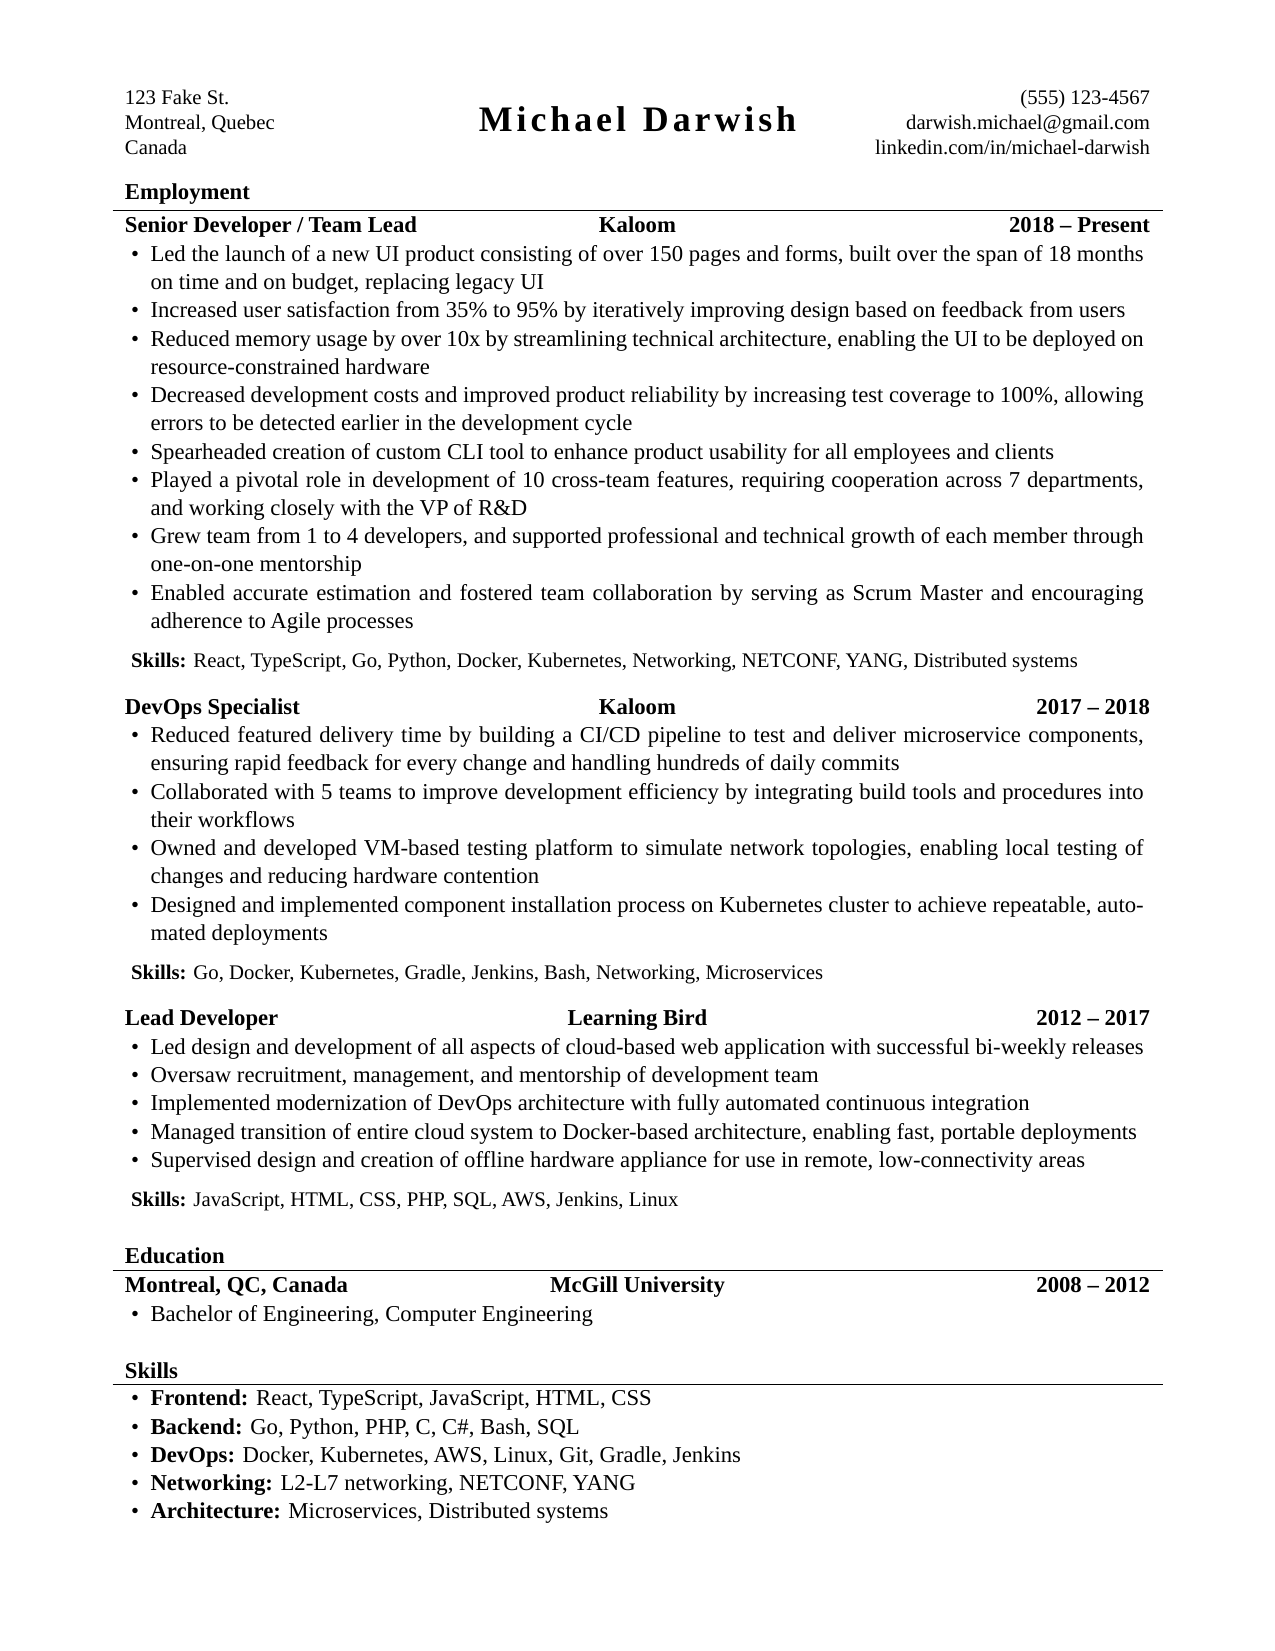 123 Fake St.
Montreal, Quebec
Canada
Michael Darwish
(555) 123-4567
darwish.michael@gmail.com
linkedin.com/in/michael-darwish
Employment
Senior Developer / Team Lead Kaloom 2018 – Present
• Led the launch of a new UI product consisting of over 150 pages and forms, built over the span of 18 months
on time and on budget, replacing legacy UI
• Increased user satisfaction from 35% to 95% by iteratively improving design based on feedback from users
• Reduced memory usage by over 10x by streamlining technical architecture, enabling the UI to be deployed on
resource-constrained hardware
• Decreased development costs and improved product reliability by increasing test coverage to 100%, allowing
errors to be detected earlier in the development cycle
• Spearheaded creation of custom CLI tool to enhance product usability for all employees and clients
• Played a pivotal role in development of 10 cross-team features, requiring cooperation across 7 departments,
and working closely with the VP of R&D
• Grew team from 1 to 4 developers, and supported professional and technical growth of each member through
one-on-one mentorship
• Enabled accurate estimation and fostered team collaboration by serving as Scrum Master and encouraging
adherence to Agile processes
Skills: React, TypeScript, Go, Python, Docker, Kubernetes, Networking, NETCONF, YANG, Distributed systems
DevOps Specialist Kaloom 2017 – 2018
• Reduced featured delivery time by building a CI/CD pipeline to test and deliver microservice components,
ensuring rapid feedback for every change and handling hundreds of daily commits
• Collaborated with 5 teams to improve development efficiency by integrating build tools and procedures into
their workflows
• Owned and developed VM-based testing platform to simulate network topologies, enabling local testing of
changes and reducing hardware contention
• Designed and implemented component installation process on Kubernetes cluster to achieve repeatable, auto-
mated deployments
Skills: Go, Docker, Kubernetes, Gradle, Jenkins, Bash, Networking, Microservices
Lead Developer Learning Bird 2012 – 2017
• Led design and development of all aspects of cloud-based web application with successful bi-weekly releases
• Oversaw recruitment, management, and mentorship of development team
• Implemented modernization of DevOps architecture with fully automated continuous integration
• Managed transition of entire cloud system to Docker-based architecture, enabling fast, portable deployments
• Supervised design and creation of offline hardware appliance for use in remote, low-connectivity areas
Skills: JavaScript, HTML, CSS, PHP, SQL, AWS, Jenkins, Linux
Education
Montreal, QC, Canada McGill University 2008 – 2012
• Bachelor of Engineering, Computer Engineering
Skills
• Frontend: React, TypeScript, JavaScript, HTML, CSS
• Backend: Go, Python, PHP, C, C#, Bash, SQL
• DevOps: Docker, Kubernetes, AWS, Linux, Git, Gradle, Jenkins
• Networking: L2-L7 networking, NETCONF, YANG
• Architecture: Microservices, Distributed systems